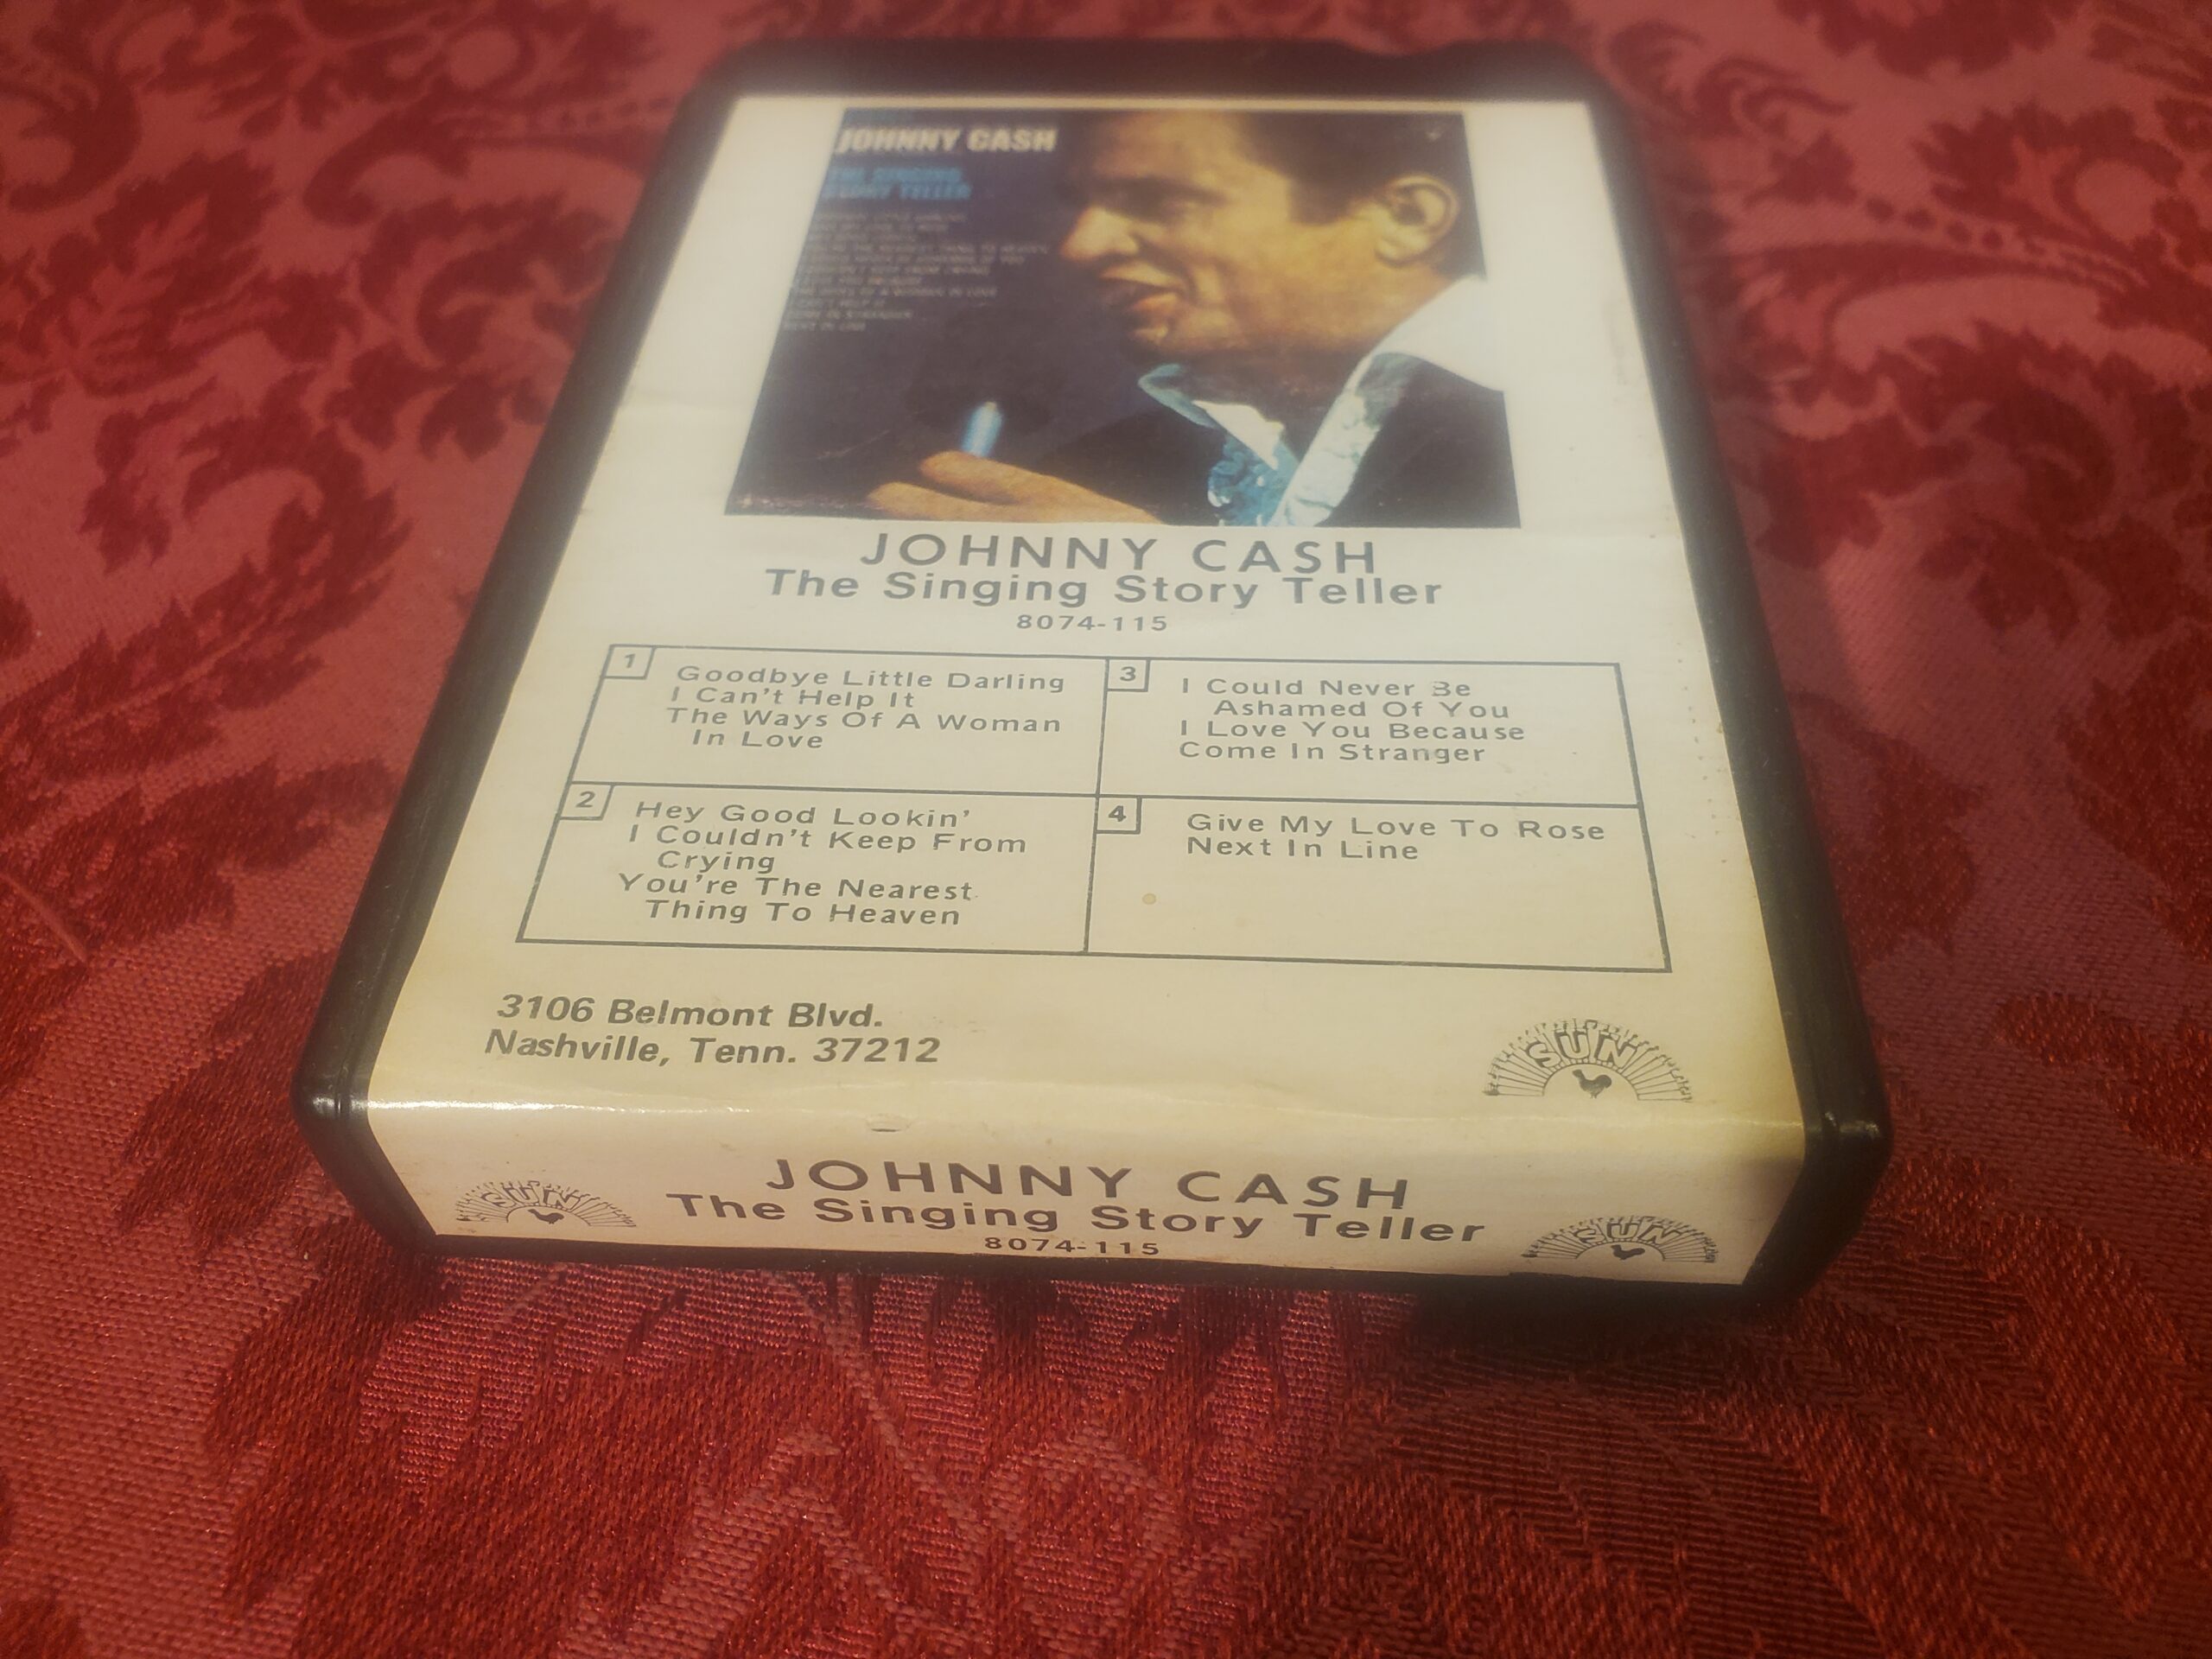 JOHNNY CASH
THE SINGING
STORY TELLER
JOHNNY CASH
The Singing Story Teller
8074-115
1
Goodbye Little Darling
I Can't Help It
The Ways Of A Woman
In Love
2
Hey Good Lookin'
I Couldn't Keep From
Crying
You're The Nearest
Thing To Heaven
3
I Could Never Be
Ashamed Of You
I Love You Because
Come In Stranger
4
Give My Love To Rose
Next In Line
3106 Belmont Blvd.
Nashville, Tenn. 37212
SUN
SUN
JOHNNY CASH
The Singing Story Teller
8074-115
SUN